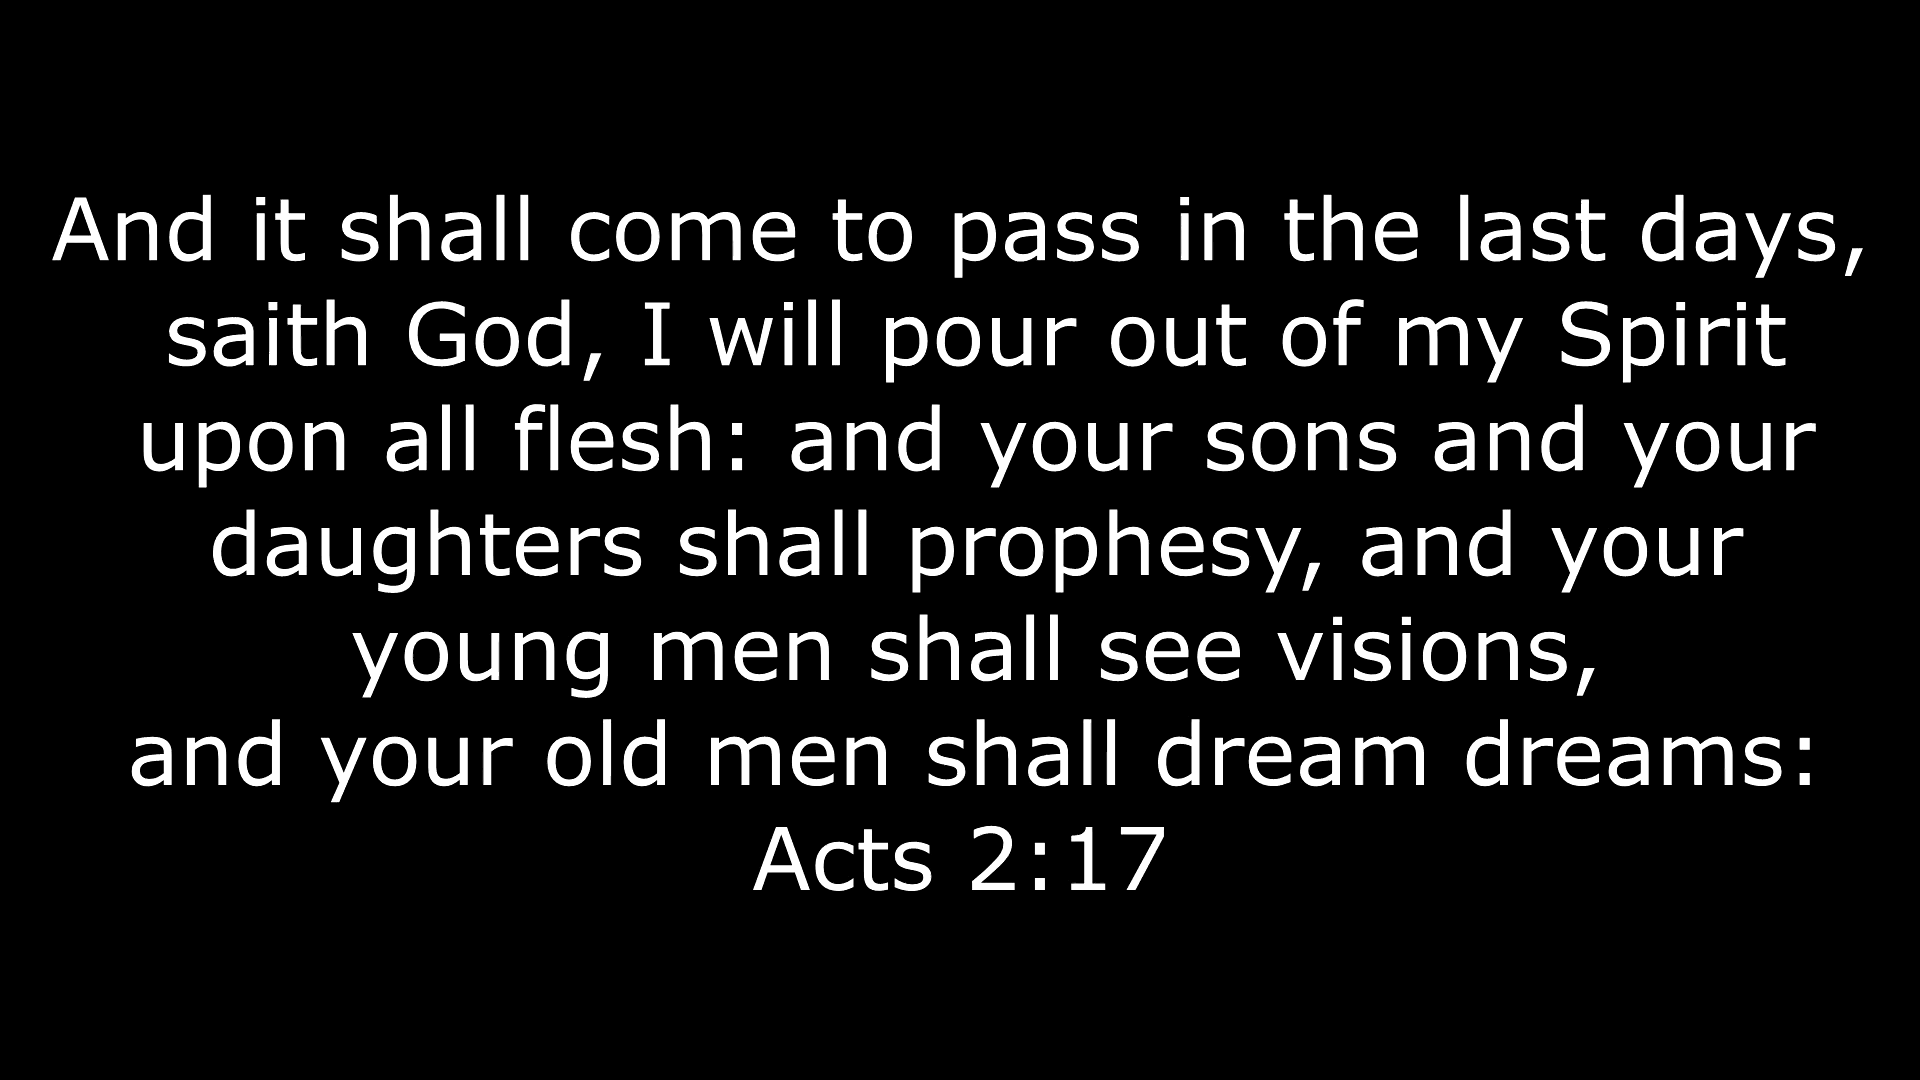 And it shall come to pass in the last days,
saith God, I will pour out of my Spirit
upon all flesh: and your sons and your
daughters shall prophesy, and your
young men shall see visions,
and your old men shall dream dreams:
Acts 2:17